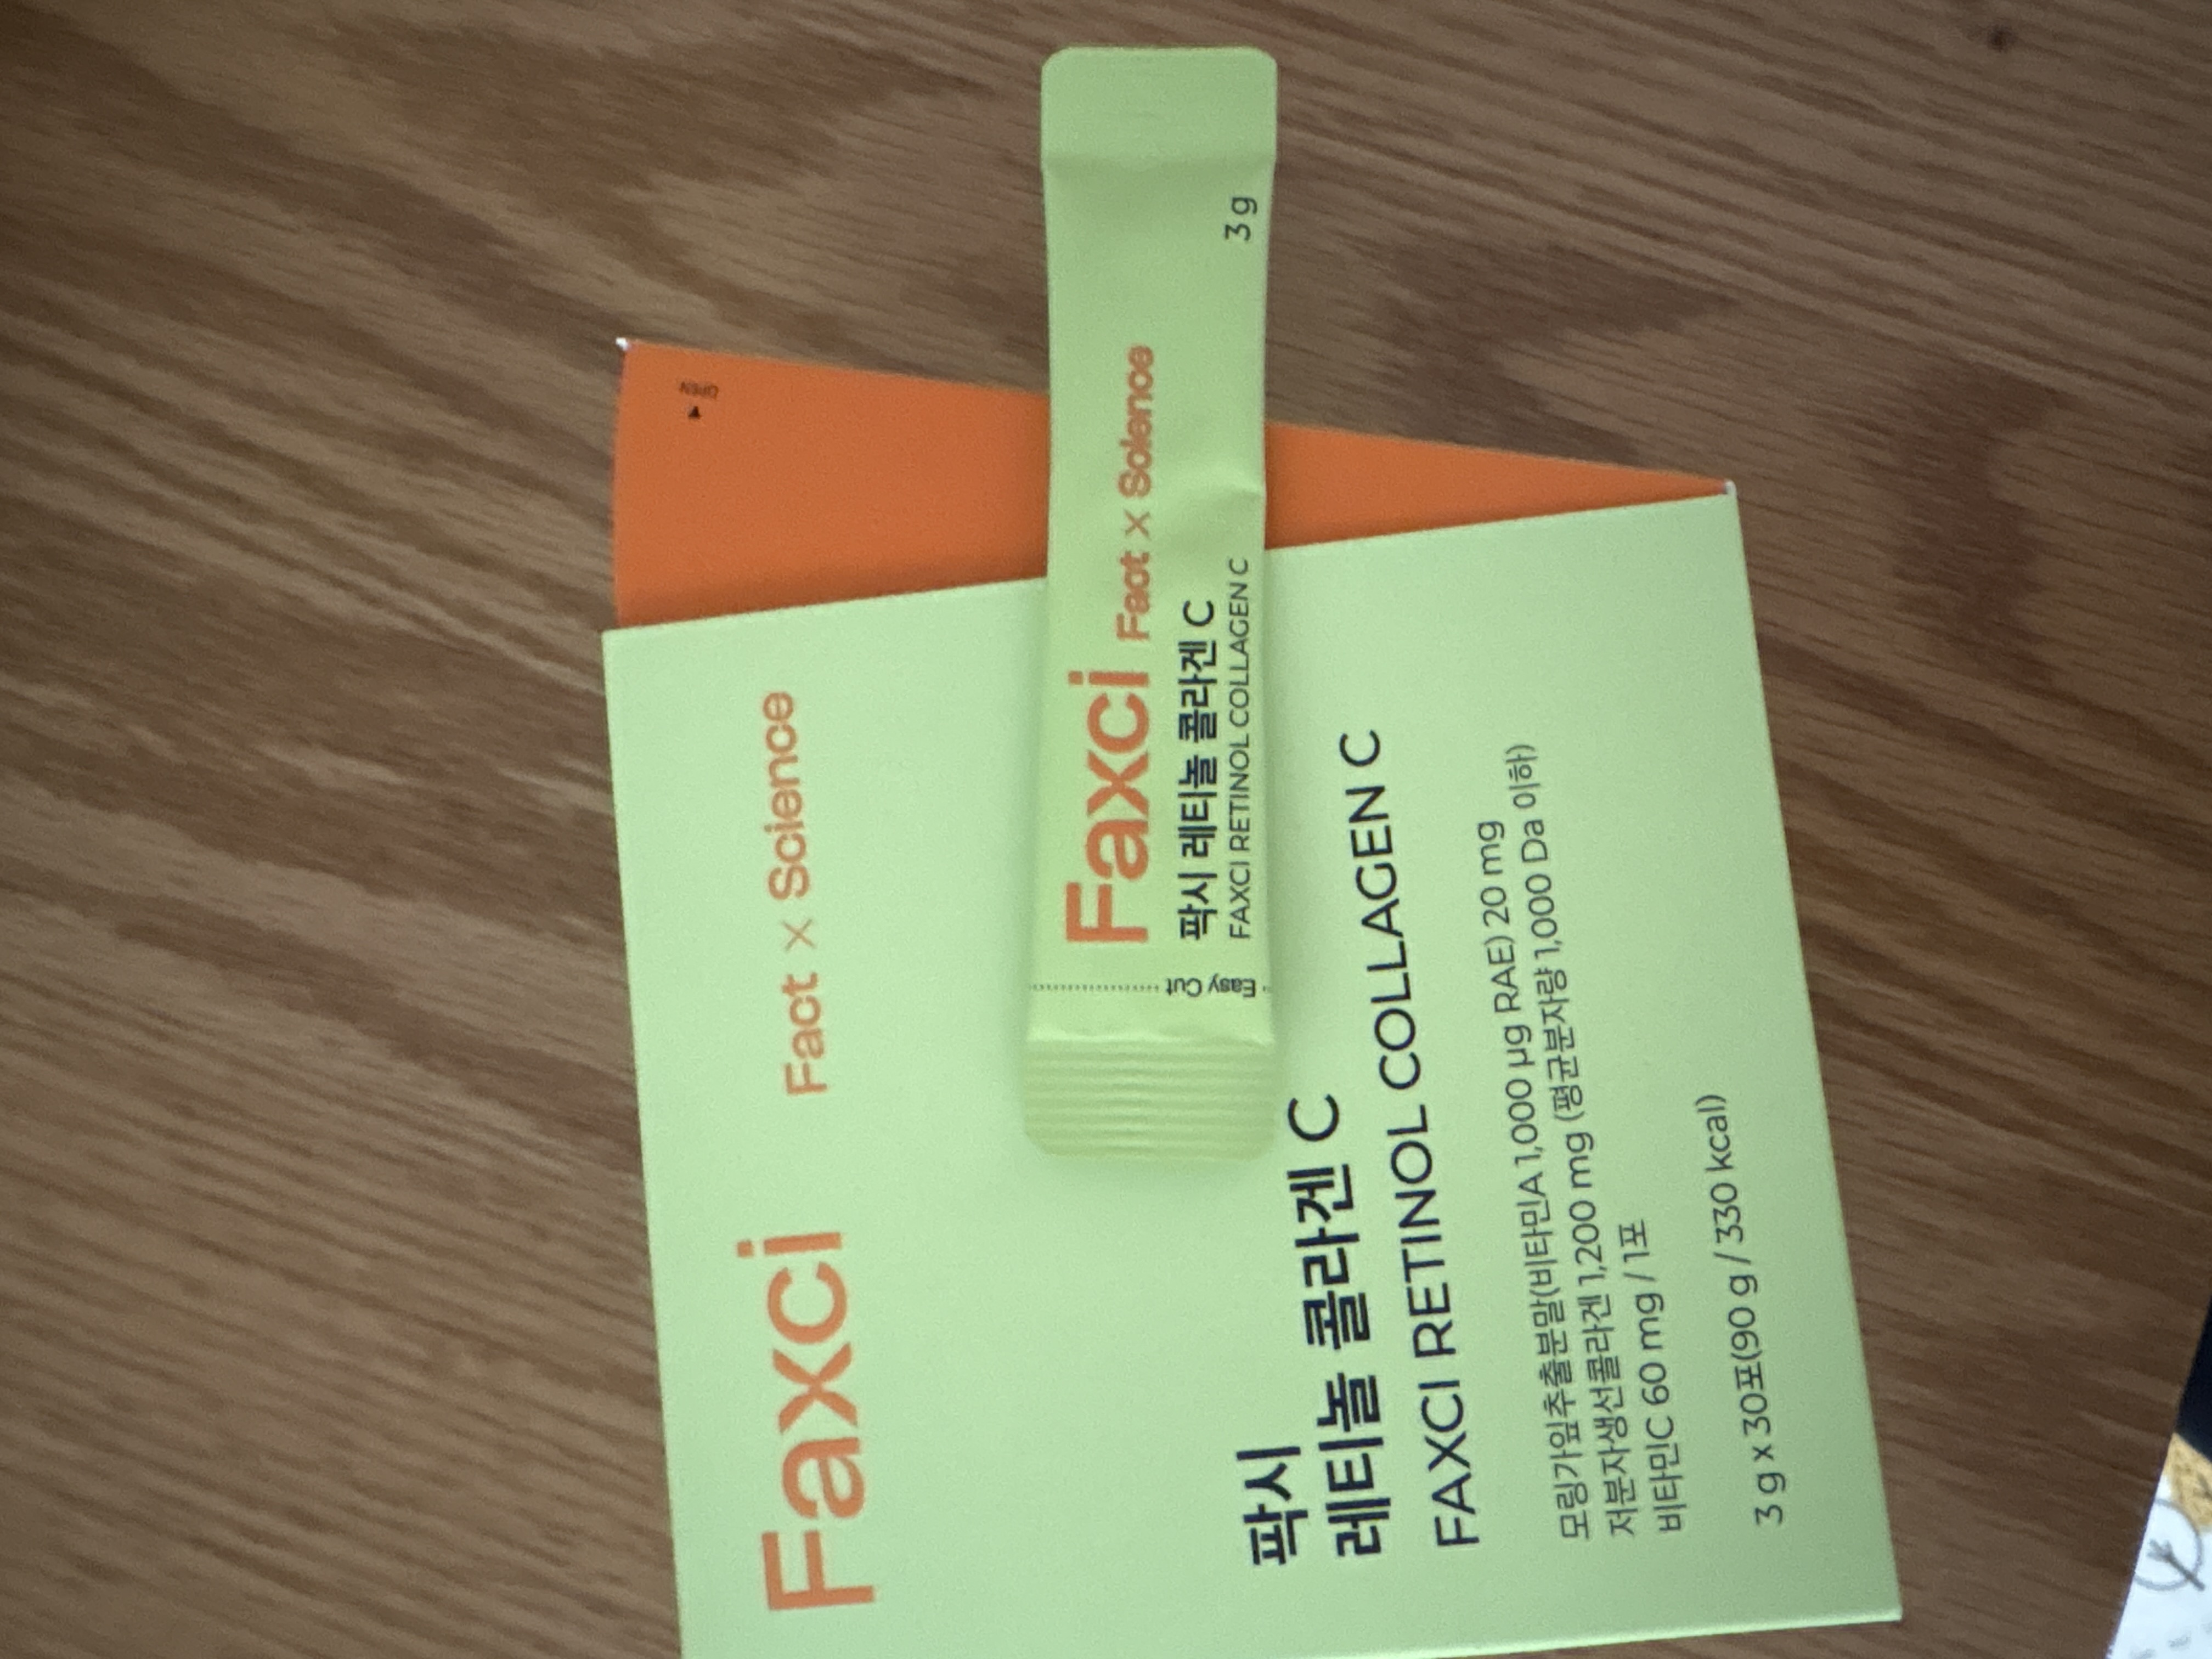 Faxci Fact x Science
팍시
레티놀 콜라겐 C
FAXCI RETINOL COLLAGEN C
모링가잎추출분말(비타민A 1,000 µg RAE) 20 mg
저분자생선콜라겐 1,200 mg (평균분자량 1,000 Da 이하)
비타민C 60 mg / 1포
3 g x 30포(90 g / 330 kcal)
Easy Cut
Faxci Fact x Science
팍시 레티놀 콜라겐 C
FAXCI RETINOL COLLAGEN C
3 g
OPEN